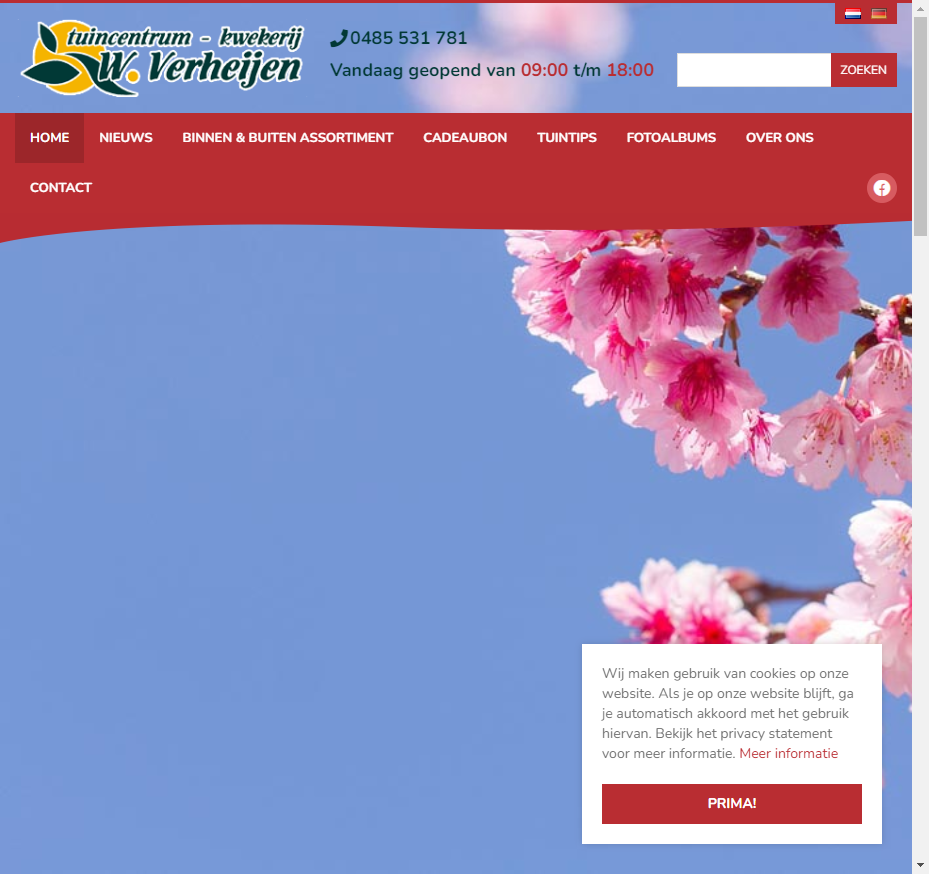 tuincentrum - kwekerij
W. Verheijen
0485 531 781
Vandaag geopend van 09:00 t/m 18:00
ZOEKEN
HOME NIEUWS BINNEN & BUITEN ASSORTIMENT CADEAUBON TUINTIPS FOTOALBUMS OVER ONS
CONTACT
Wij maken gebruik van cookies op onze
website. Als je op onze website blijft, ga
je automatisch akkoord met het gebruik
hiervan. Bekijk het privacy statement
voor meer informatie. Meer informatie
PRIMA!